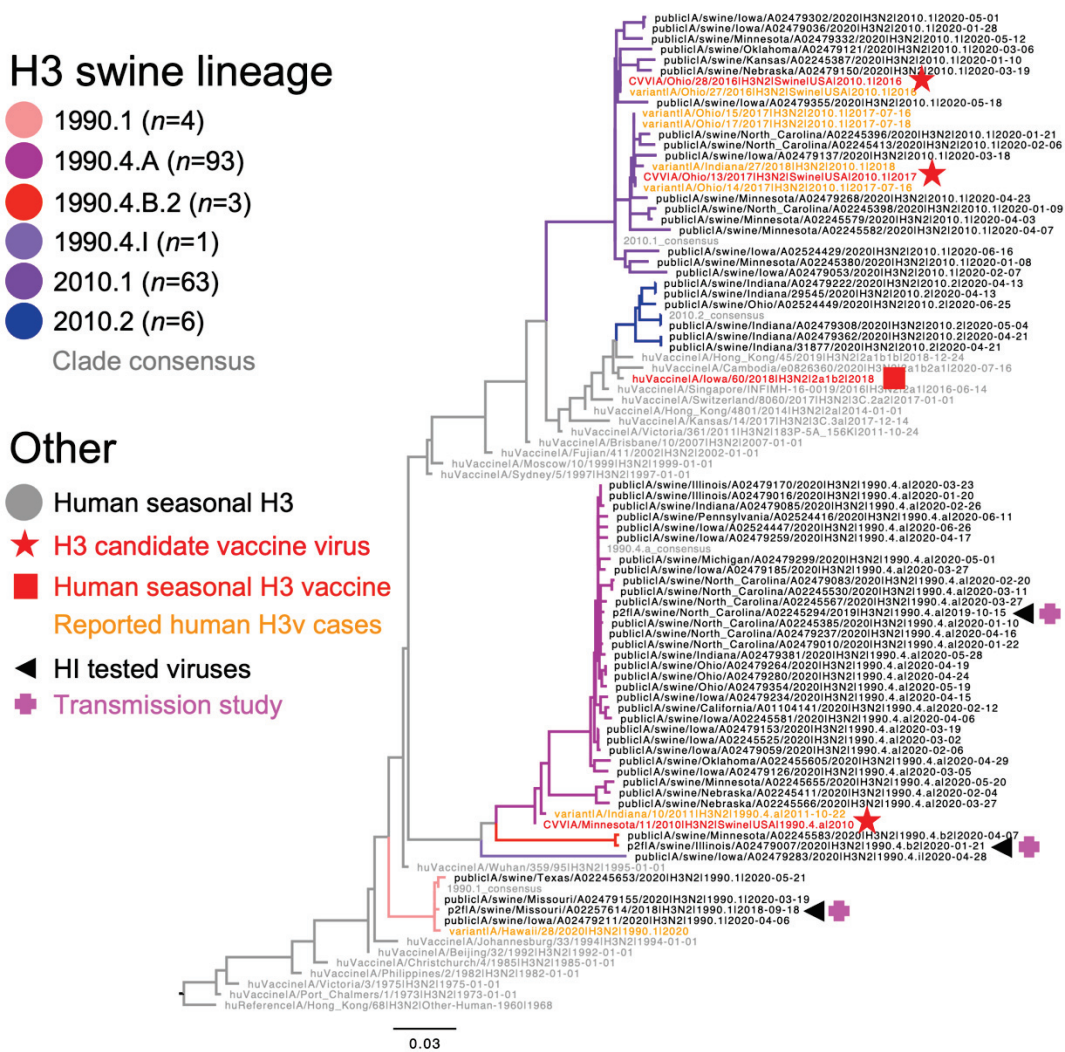 H3 swine lineage
1990.1 (n=4)
1990.4.A (n=93)
1990.4.B.2 (n=3)
1990.4.I (n=1)
2010.1 (n=63)
2010.2 (n=6)
Clade consensus
Other
Human seasonal H3
H3 candidate vaccine virus
Human seasonal H3 vaccine
Reported human H3v cases
HI tested viruses
Transmission study
public|A/swine/Iowa/A02479302/2020|H3N2|2010.1|2020-05-01
public|A/swine/Iowa/A02479036/2020|H3N2|2010.1|2020-01-28
public|A/swine/Minnesota/A02479332/2020|H3N2|2010.1|2020-05-12
public|A/swine/Oklahoma/A02479121/2020|H3N2|2010.1|2020-03-06
public|A/swine/Kansas/A02245387/2020|H3N2|2010.1|2020-01-10
public|A/swine/Nebraska/A02479150/2020|H3N2|2010.1|2020-03-19
CVV|A/Ohio/28/2016|H3N2|Swine|USA|2010.1|2016
variant|A/Ohio/27/2016|H3N2|Swine|USA|2010.1|2016
public|A/swine/Iowa/A02479355/2020|H3N2|2010.1|2020-05-18
variant|A/Ohio/15/2017|H3N2|2010.1|2017-07-16
variant|A/Ohio/17/2017|H3N2|2010.1|2017-07-18
public|A/swine/North_Carolina/A02245396/2020|H3N2|2010.1|2020-01-21
public|A/swine/North_Carolina/A02245413/2020|H3N2|2010.1|2020-02-06
public|A/swine/Iowa/A02479137/2020|H3N2|2010.1|2020-03-18
variant|A/Indiana/27/2018|H3N2|2010.1|2018
CVV|A/Ohio/13/2017|H3N2|Swine|USA|2010.1|2017
variant|A/Ohio/14/2017|H3N2|2010.1|2017-07-16
public|A/swine/Minnesota/A02479268/2020|H3N2|2010.1|2020-04-23
public|A/swine/North_Carolina/A02245398/2020|H3N2|2010.1|2020-01-09
public|A/swine/Minnesota/A02245579/2020|H3N2|2010.1|2020-04-03
public|A/swine/Minnesota/A02245582/2020|H3N2|2010.1|2020-04-07
2010.1_consensus
public|A/swine/Iowa/A02524429/2020|H3N2|2010.1|2020-06-16
public|A/swine/Minnesota/A02245380/2020|H3N2|2010.1|2020-01-08
public|A/swine/Iowa/A02479053/2020|H3N2|2010.1|2020-02-07
public|A/swine/Indiana/A02479222/2020|H3N2|2010.2|2020-04-13
public|A/swine/Indiana/29545/2020|H3N2|2010.2|2020-04-13
public|A/swine/Ohio/A02524449/2020|H3N2|2010.2|2020-06-25
2010.2_consensus
public|A/swine/Indiana/A02479308/2020|H3N2|2010.2|2020-05-04
public|A/swine/Indiana/A02479362/2020|H3N2|2010.2|2020-04-21
public|A/swine/Indiana/31877/2020|H3N2|2010.2|2020-04-21
huVaccine|A/Hong_Kong/45/2019|H3N2|2a1b1b|2018-12-24
huVaccine|A/Cambodia/e0826360/2020|H3N2|2a1b2a1|2020-07-16
huVaccine|A/Iowa/60/2018|H3N2|2a1b2|2018
huVaccine|A/Singapore/INFIMH-16-0019/2016|H3N2|2a1|2016-06-14
huVaccine|A/Switzerland/8060/2017|H3N2|3C.2a2|2017-01-01
huVaccine|A/Hong_Kong/4801/2014|H3N2|2a|2014-01-01
huVaccine|A/Kansas/14/2017|H3N2|3C.3a|2017-12-14
huVaccine|A/Victoria/361/2011|H3N2|183P-5A_156K|2011-10-24
huVaccine|A/Brisbane/10/2007|H3N2|2007-01-01
huVaccine|A/Fujian/411/2002|H3N2|2002-01-01
huVaccine|A/Moscow/10/1999|H3N2|1999-01-01
huVaccine|A/Sydney/5/1997|H3N2|1997-01-01
public|A/swine/Illinois/A02479170/2020|H3N2|1990.4.a|2020-03-23
public|A/swine/Illinois/A02479016/2020|H3N2|1990.4.a|2020-01-20
public|A/swine/Indiana/A02479085/2020|H3N2|1990.4.a|2020-02-26
public|A/swine/Pennsylvania/A02524416/2020|H3N2|1990.4.a|2020-06-11
public|A/swine/Iowa/A02524447/2020|H3N2|1990.4.a|2020-06-26
public|A/swine/Iowa/A02479259/2020|H3N2|1990.4.a|2020-04-17
1990.4.a_consensus
public|A/swine/Michigan/A02479299/2020|H3N2|1990.4.a|2020-05-01
public|A/swine/Iowa/A02479185/2020|H3N2|1990.4.a|2020-03-27
public|A/swine/North_Carolina/A02479083/2020|H3N2|1990.4.a|2020-02-20
public|A/swine/North_Carolina/A02245530/2020|H3N2|1990.4.a|2020-03-11
public|A/swine/North_Carolina/A02245567/2020|H3N2|1990.4.a|2020-03-27
p2fl|A/swine/North_Carolina/A02245294/2019|H3N2|1990.4.a|2019-10-15
public|A/swine/North_Carolina/A02245385/2020|H3N2|1990.4.a|2020-01-10
public|A/swine/North_Carolina/A02479237/2020|H3N2|1990.4.a|2020-04-16
public|A/swine/North_Carolina/A02479010/2020|H3N2|1990.4.a|2020-01-22
public|A/swine/Indiana/A02479381/2020|H3N2|1990.4.a|2020-05-28
public|A/swine/Ohio/A02479264/2020|H3N2|1990.4.a|2020-04-19
public|A/swine/Ohio/A02479280/2020|H3N2|1990.4.a|2020-04-24
public|A/swine/Ohio/A02479354/2020|H3N2|1990.4.a|2020-05-19
public|A/swine/Iowa/A02479234/2020|H3N2|1990.4.a|2020-04-15
public|A/swine/California/A01104141/2020|H3N2|1990.4.a|2020-02-12
public|A/swine/Iowa/A02245581/2020|H3N2|1990.4.a|2020-04-06
public|A/swine/Iowa/A02479153/2020|H3N2|1990.4.a|2020-03-19
public|A/swine/Iowa/A02245525/2020|H3N2|1990.4.a|2020-03-02
public|A/swine/Iowa/A02479059/2020|H3N2|1990.4.a|2020-02-06
public|A/swine/Oklahoma/A022455605/2020|H3N2|1990.4.a|2020-04-29
public|A/swine/Iowa/A02479126/2020|H3N2|1990.4.a|2020-03-05
public|A/swine/Minnesota/A02245655/2020|H3N2|1990.4.a|2020-05-20
public|A/swine/Nebraska/A02245411/2020|H3N2|1990.4.a|2020-02-04
public|A/swine/Nebraska/A02245566/2020|H3N2|1990.4.a|2020-03-27
variant|A/Indiana/10/2011|H3N2|1990.4.a|2011-10-22
CVV|A/Minnesota/11/2010|H3N2|Swine|USA|1990.4.a|2010
public|A/swine/Minnesota/A02245583/2020|H3N2|1990.4.b2|2020-04-07
p2fl|A/swine/Illinois/A02479007/2020|H3N2|1990.4.b2|2020-01-21
public|A/swine/Iowa/A02479283/2020|H3N2|1990.4.i|2020-04-28
huVaccine|A/Wuhan/359/95|H3N2|1995-01-01
public|A/swine/Texas/A02245653/2020|H3N2|1990.1|2020-05-21
1990.1_consensus
public|A/swine/Missouri/A02479155/2020|H3N2|1990.1|2020-03-19
p2fl|A/swine/Missouri/A02257614/2018|H3N2|1990.1|2018-09-18
public|A/swine/Iowa/A02479211/2020|H3N2|1990.1|2020-04-06
variant|A/Hawaii/28/2020|H3N2|1990.1|2020
huVaccine|A/Johannesburg/33/1994|H3N2|1994-01-01
huVaccine|A/Beijing/32/1992|H3N2|1992-01-01
huVaccine|A/Christchurch/4/1985|H3N2|1985-01-01
huVaccine|A/Philippines/2/1982|H3N2|1982-01-01
huVaccine|A/Victoria/3/1975|H3N2|1975-01-01
huVaccine|A/Port_Chalmers/1/1973|H3N2|1973-01-01
huReference|A/Hong_Kong/68|H3N2|Other-Human-1960|1968
0.03